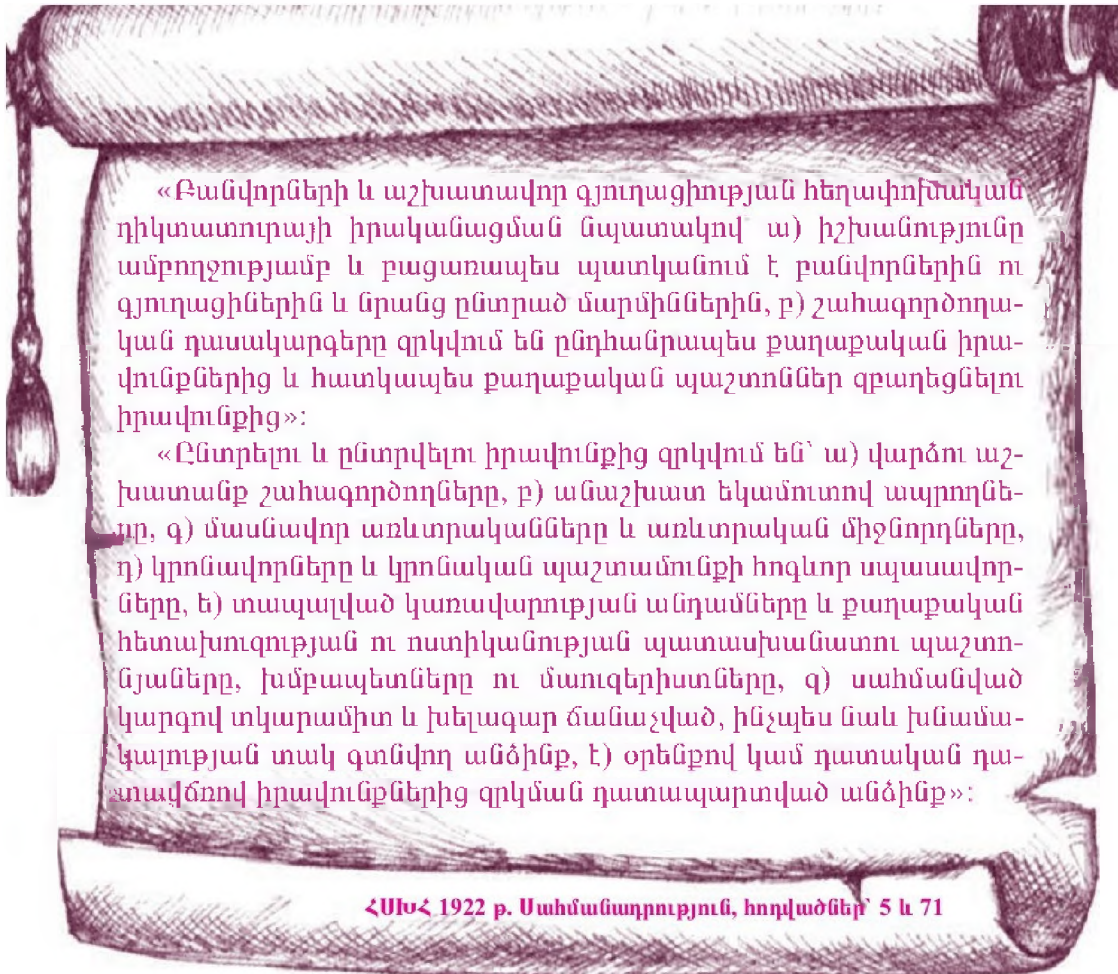 «Բանվորների և աշխատավոր գյուղացիության հեղափոխական
դիկտատուրայի իրականացման նպատակով՝ ա) իշխանությունը
ամբողջությամբ և բացառապես պատկանում է բանվորներին ու
գյուղացիներին և նրանց ընտրած մարմիններին, բ) շահագործողա-
կան դասակարգերը զրկվում են ընդհանրապես քաղաքական իրա-
վունքներից և հատկապես քաղաքական պաշտոններ զբաղեցնելու
իրավունքից»:
«Ընտրելու և ընտրվելու իրավունքից զրկվում են՝ ա) վարձու աշ-
խատանք շահագործողները, բ) անաշխատ եկամուտով ապրողնե-
րը, գ) մասնավոր առևտրականները և առևտրական միջնորդները,
դ) կրոնավորները և կրոնական պաշտամունքի հոգևոր սպասավոր-
ները, ե) տապալված կառավարության անդամները և քաղաքական
հետախուզության ու ոստիկանության պատասխանատու պաշտո-
նյաները, խմբապետները ու մաուզերիստները, զ) սահմանված
կարգով տկարամիտ և խելագար ճանաչված, ինչպես նաև խնամա-
կալության տակ գտնվող անձինք, է) օրենքով կամ դատական դա-
տավճռով իրավունքներից զրկման դատապարտված անձինք»:
ՀՍԽՀ 1922 թ. Սահմանադրություն, հոդվածներ՝ 5 և 71